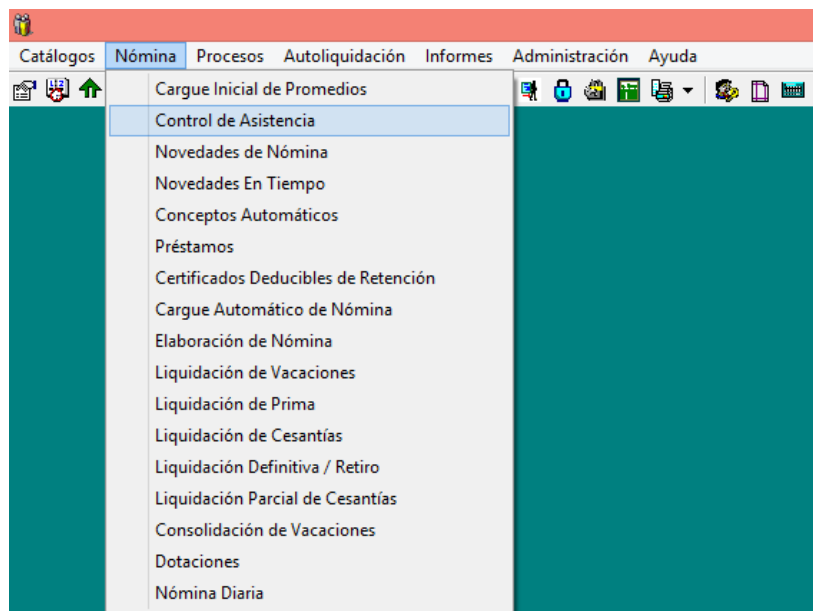 Catálogos Nómina Procesos Autoliquidación Informes Administración Ayuda
Cargue Inicial de Promedios
Control de Asistencia
Novedades de Nómina
Novedades En Tiempo
Conceptos Automáticos
Préstamos
Certificados Deducibles de Retención
Cargue Automático de Nómina
Elaboración de Nómina
Liquidación de Vacaciones
Liquidación de Prima
Liquidación de Cesantías
Liquidación Definitiva / Retiro
Liquidación Parcial de Cesantías
Consolidación de Vacaciones
Dotaciones
Nómina Diaria